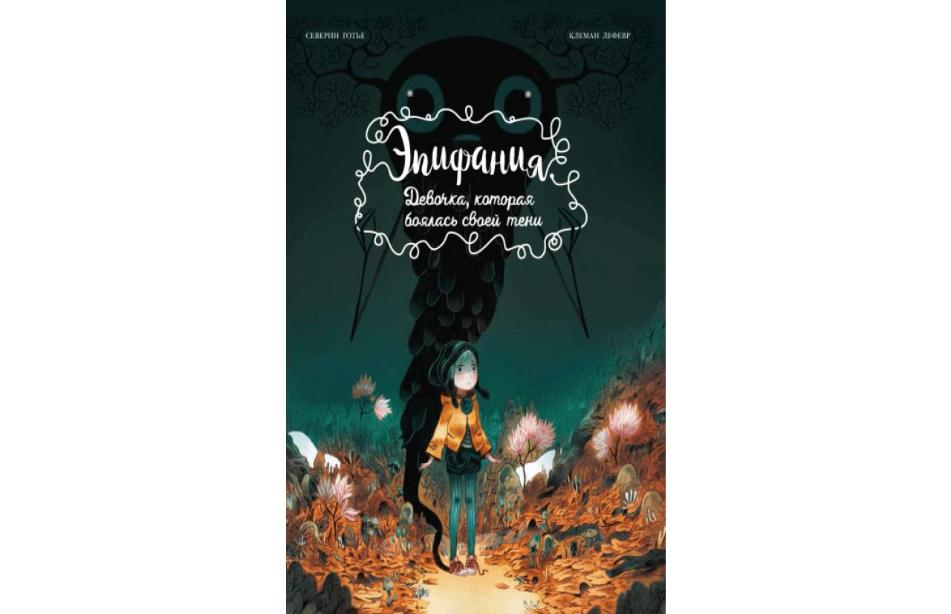 СЕВЕРИН ГОТЬЕ
КЛЕМАН ЛЕФЕВР
Эпифания
Девочка, которая
боялась своей тени